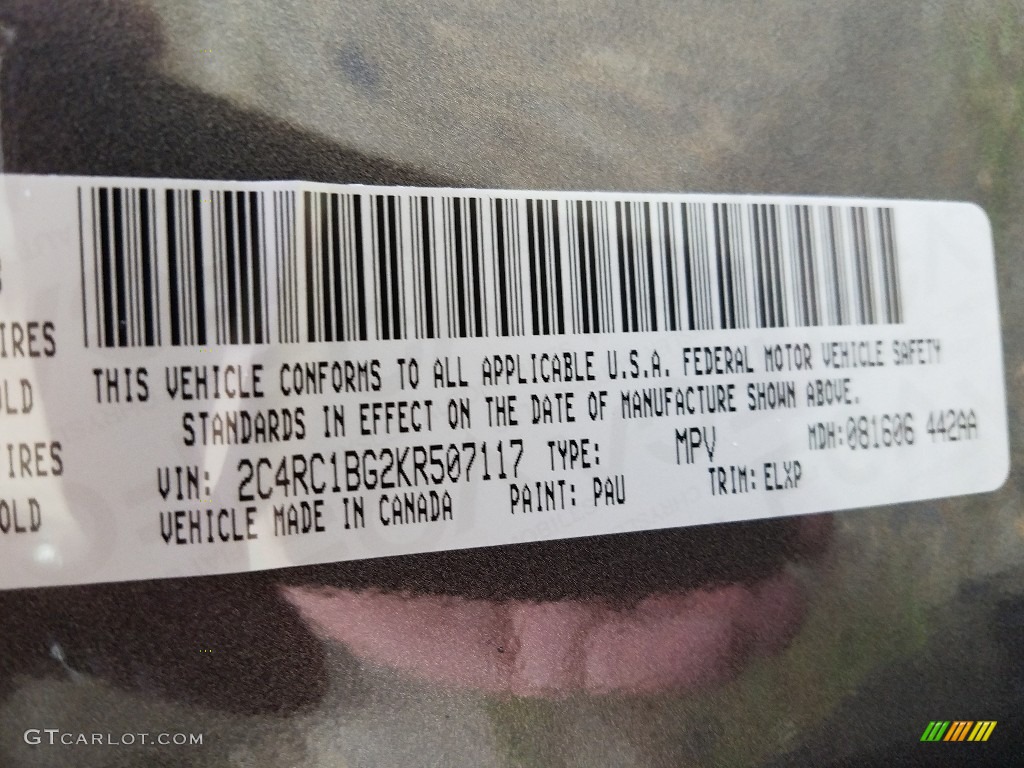 IRES
OLD
IRES
OLD
THIS VEHICLE CONFORMS TO ALL APPLICABLE U.S.A. FEDERAL MOTOR VEHICLE SAFETY
STANDARDS IN EFFECT ON THE DATE OF MANUFACTURE SHOWN ABOVE.
VIN: 2C4RC1BG2KR507117 TYPE: MPV MDH:081606 442AA
VEHICLE MADE IN CANADA PAINT: PAU TRIM: ELXP
GTCARLOT.COM